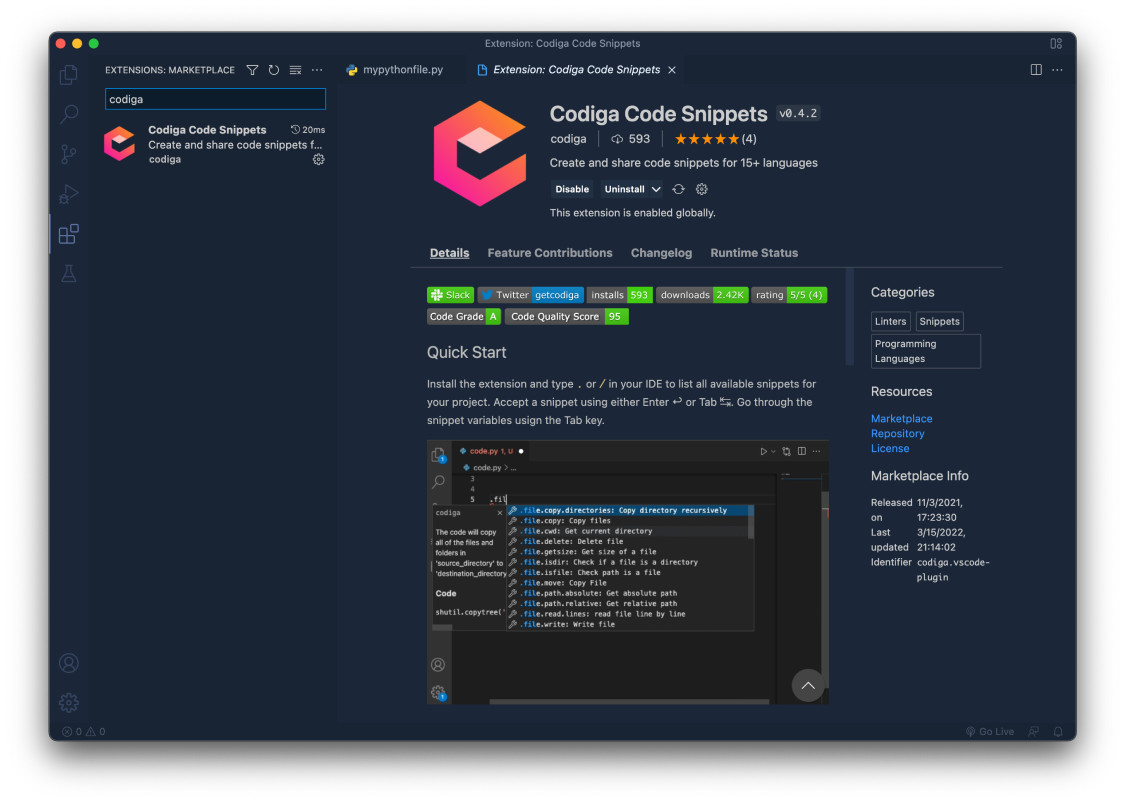 Extension: Codiga Code Snippets
EXTENSIONS: MARKETPLACE
codiga
Codiga Code Snippets
20ms
Create and share code snippets f...
codiga
mypythonfile.py
Extension: Codiga Code Snippets
Codiga Code Snippets v0.4.2
codiga 593 (4)
Create and share code snippets for 15+ languages
Disable Uninstall
This extension is enabled globally.
Details Feature Contributions Changelog Runtime Status
Slack Twitter getcodiga installs 593 downloads 2.42K rating 5/5 (4)
Code Grade A Code Quality Score 95
Quick Start
Install the extension and type . or / in your IDE to list all available snippets for
your project. Accept a snippet using either Enter ↩ or Tab ↹. Go through the
snippet variables usign the Tab key.
code.py 1, U
code.py > ...
3
4
5 .fil
codiga
The code will copy
all of the files and
folders in
'source_directory' to
'destination_directory
Code
shutil.copytree('
.file.copy.directories: Copy directory recursively
.file.copy: Copy files
.file.cwd: Get current directory
.file.delete: Delete file
.file.getsize: Get size of a file
.file.isdir: Check if a file is a directory
.file.isfile: Check path is a file
.file.move: Copy File
.file.path.absolute: Get absolute path
.file.path.relative: Get relative path
.file.read.lines: read file line by line
.file.write: Write file
1
1
Categories
Linters Snippets
Programming
Languages
Resources
Marketplace
Repository
License
Marketplace Info
Released 11/3/2021,
on 17:23:30
Last 3/15/2022,
updated 21:14:02
Identifier codiga.vscode-
plugin
0 0
Go Live